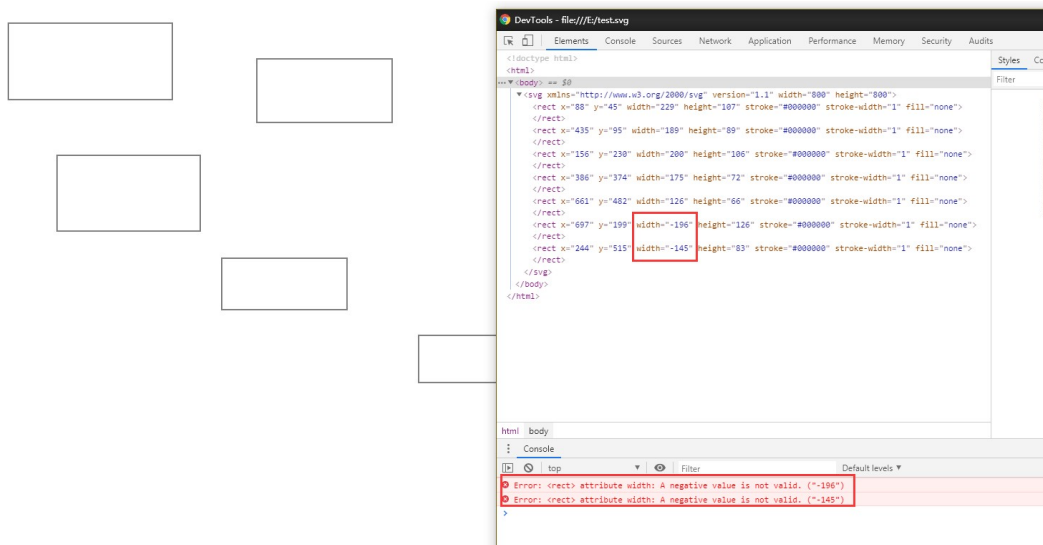 DevTools - file:///E:/test.svg
Elements Console Sources Network Application Performance Memory Security Audits
<!doctype html>
<html>
... ▼<body> == $0
▼<svg xmlns="http://www.w3.org/2000/svg" version="1.1" width="800" height="800">
<rect x="88" y="45" width="229" height="107" stroke="#000000" stroke-width="1" fill="none">
</rect>
<rect x="435" y="95" width="189" height="89" stroke="#000000" stroke-width="1" fill="none">
</rect>
<rect x="156" y="230" width="200" height="106" stroke="#000000" stroke-width="1" fill="none">
</rect>
<rect x="386" y="374" width="175" height="72" stroke="#000000" stroke-width="1" fill="none">
</rect>
<rect x="661" y="482" width="126" height="66" stroke="#000000" stroke-width="1" fill="none">
</rect>
<rect x="697" y="199" width="-196" height="126" stroke="#000000" stroke-width="1" fill="none">
</rect>
<rect x="244" y="515" width="-145" height="83" stroke="#000000" stroke-width="1" fill="none">
</rect>
</svg>
</body>
</html>
Styles Co
Filter
html body
Console
top ▼ Filter Default levels ▼
Error: <rect> attribute width: A negative value is not valid. ("-196")
Error: <rect> attribute width: A negative value is not valid. ("-145")
>